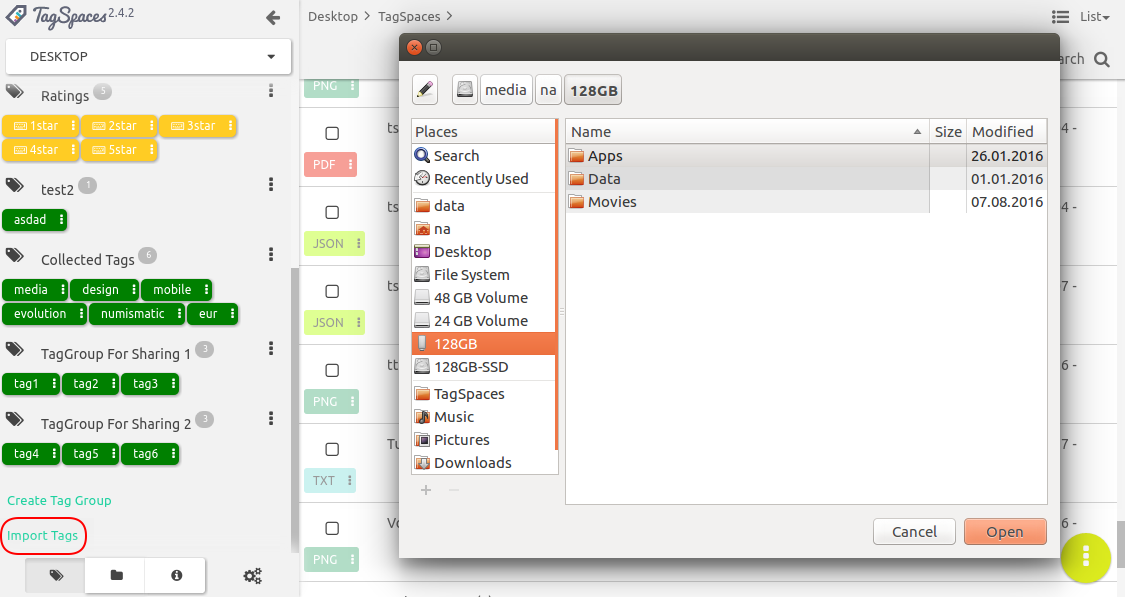 TagSpaces 2.4.2
DESKTOP
Ratings 5
1star 2star 3star
4star 5star
test2 1
asdad
Collected Tags 6
media design mobile
evolution numismatic eur
TagGroup For Sharing 1 3
tag1 tag2 tag3
TagGroup For Sharing 2 3
tag4 tag5 tag6
Create Tag Group
Import Tags
Desktop > TagSpaces >
List
arch
PNG
ts
4 -
PDF
ts
4 -
JSON
ts
7 -
JSON
tt
6 -
PNG
Tu
7 -
TXT
Vo
6 -
PNG
media na 128GB
Places
Search
Recently Used
data
na
Desktop
File System
48 GB Volume
24 GB Volume
128GB
128GB-SSD
TagSpaces
Music
Pictures
Downloads
Name Size Modified
Apps 26.01.2016
Data 01.01.2016
Movies 07.08.2016
Cancel Open